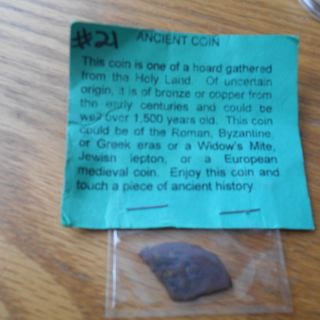 #21
ANCIENT COIN
This coin is one of a hoard gathered
from the Holy Land. Of uncertain
origin, it is of bronze or copper from
the early centuries and could be
well over 1,500 years old. This coin
could be of the Roman, Byzantine,
or Greek eras or a Widow's Mite,
Jewish lepton, or a European
medieval coin. Enjoy this coin and
touch a piece of ancient history